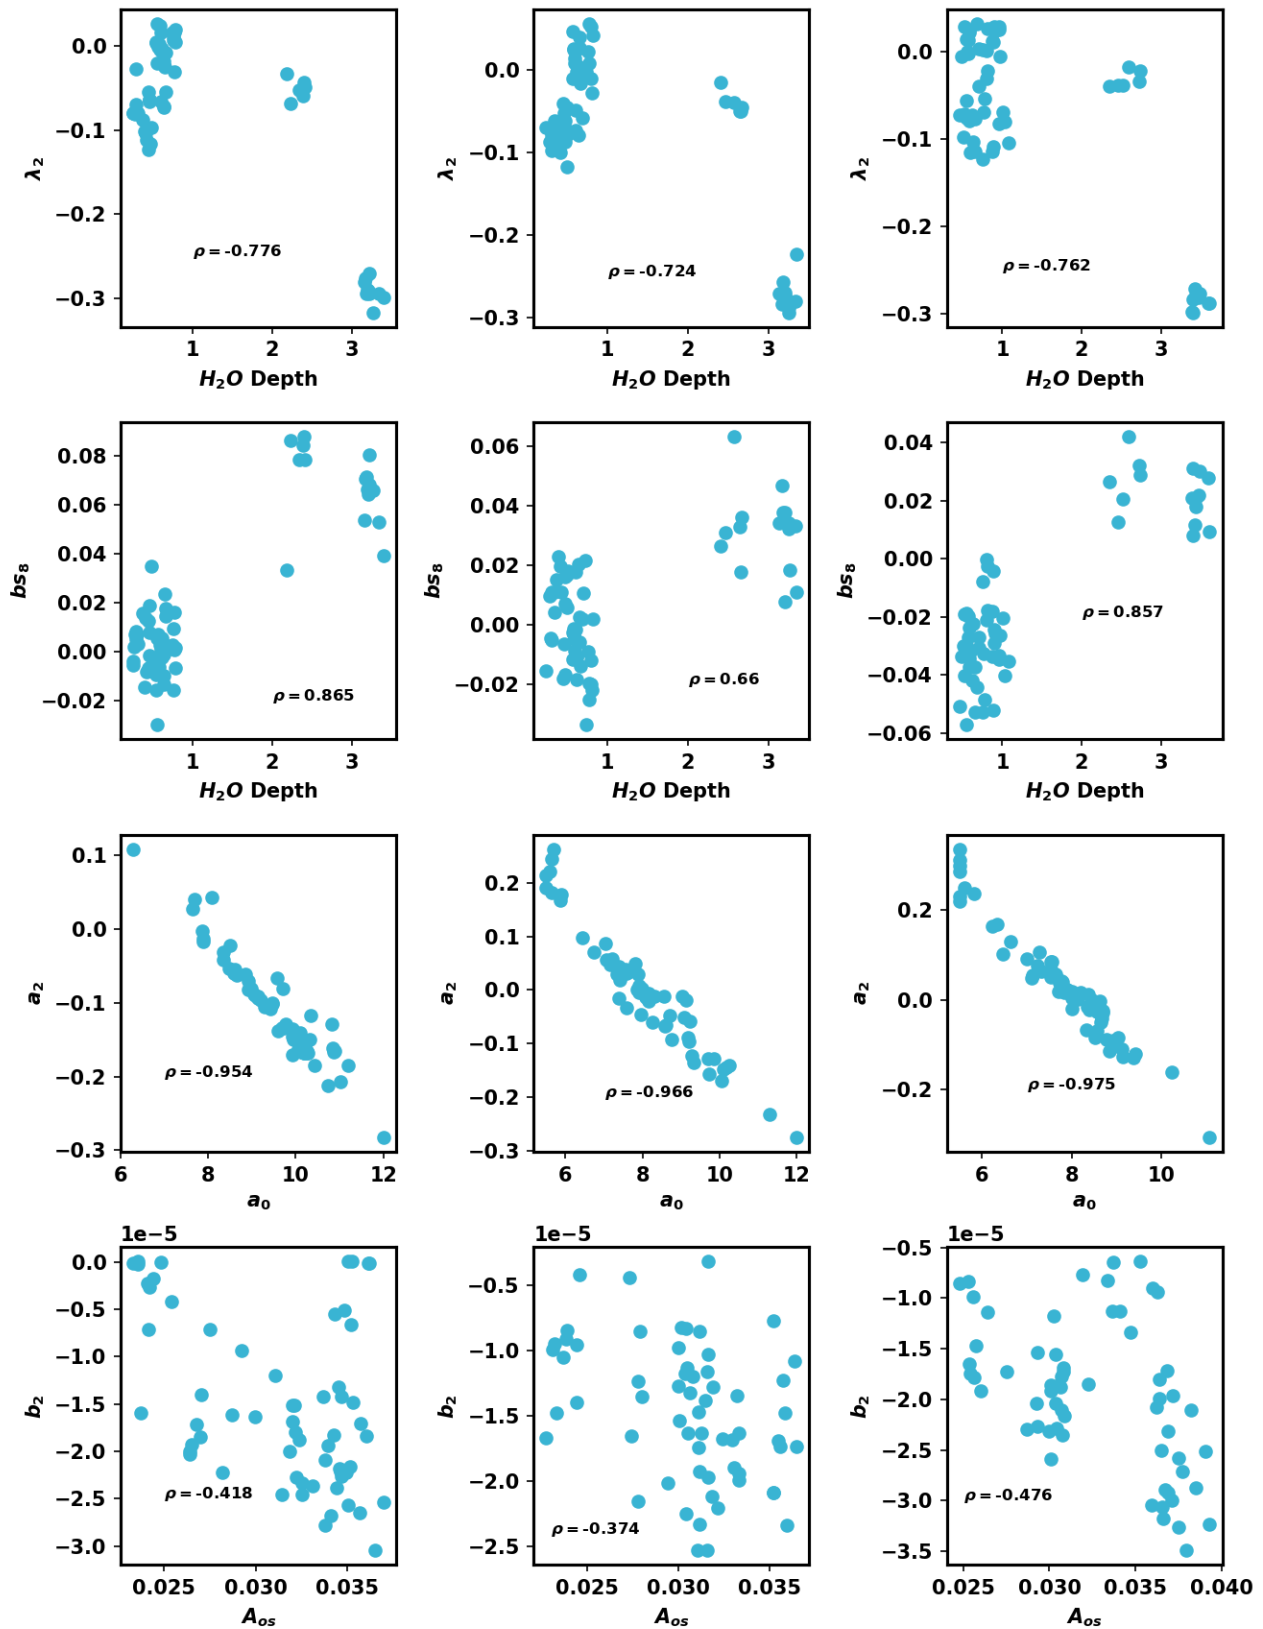 0.0
−0.1
−0.2
−0.3
λ2
ρ = -0.776
1 2 3
H2O Depth
0.0
−0.1
−0.2
−0.3
λ2
ρ = -0.724
1 2 3
H2O Depth
0.0
−0.1
−0.2
−0.3
λ2
ρ = -0.762
1 2 3
H2O Depth
0.08
0.06
0.04
0.02
0.00
−0.02
bs8
ρ = 0.865
1 2 3
H2O Depth
0.06
0.04
0.02
0.00
−0.02
bs8
ρ = 0.66
1 2 3
H2O Depth
0.04
0.02
0.00
−0.02
−0.04
−0.06
bs8
ρ = 0.857
1 2 3
H2O Depth
0.1
0.0
−0.1
−0.2
−0.3
a2
ρ = -0.954
6 8 10 12
a0
0.2
0.1
0.0
−0.1
−0.2
−0.3
a2
ρ = -0.966
6 8 10 12
a0
0.2
0.0
−0.2
a2
ρ = -0.975
6 8 10
a0
1e−5
0.0
−0.5
−1.0
−1.5
−2.0
−2.5
−3.0
b2
ρ = -0.418
0.025 0.030 0.035
Aos
1e−5
−0.5
−1.0
−1.5
−2.0
−2.5
b2
ρ = -0.374
0.025 0.030 0.035
Aos
1e−5
−0.5
−1.0
−1.5
−2.0
−2.5
−3.0
−3.5
b2
ρ = -0.476
0.025 0.030 0.035 0.040
Aos